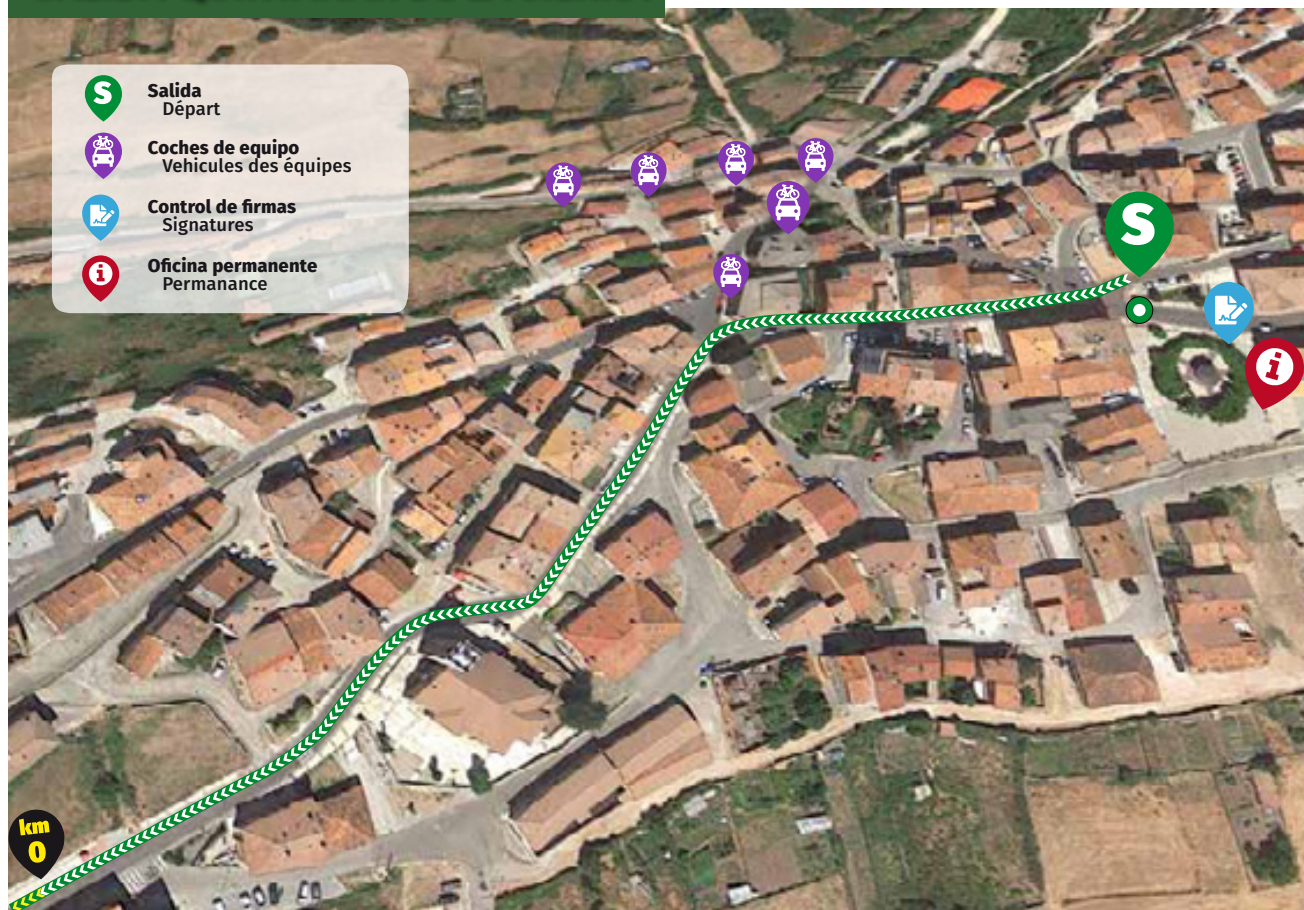 S
Salida
Départ
Coches de equipo
Vehicules des équipes
Control de firmas
Signatures
i
Oficina permanente
Permanance
S
i
km
0